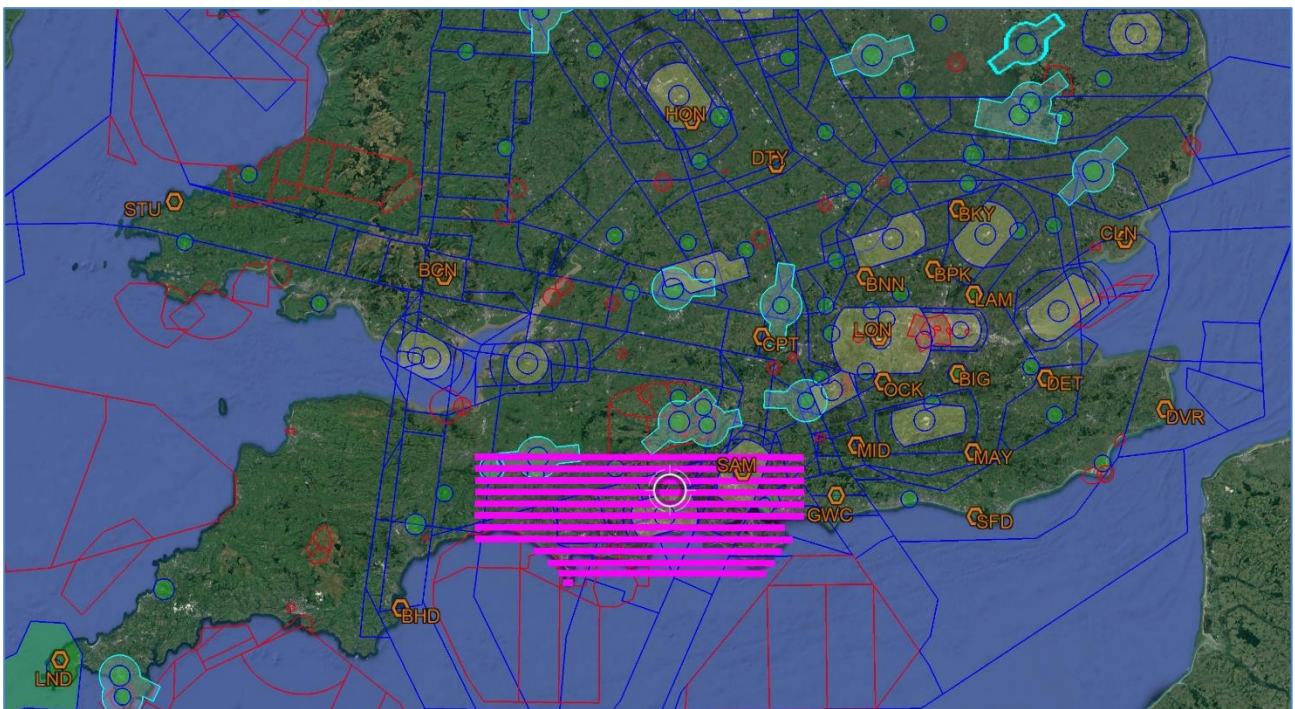 HON
DTY
STU
BKY
CLN
BCN
BNN
BPK
LAM
CPT
LON
OCK
BIG
DET
DVR
MID
MAY
SAM
GWC
SFD
BHD
LND